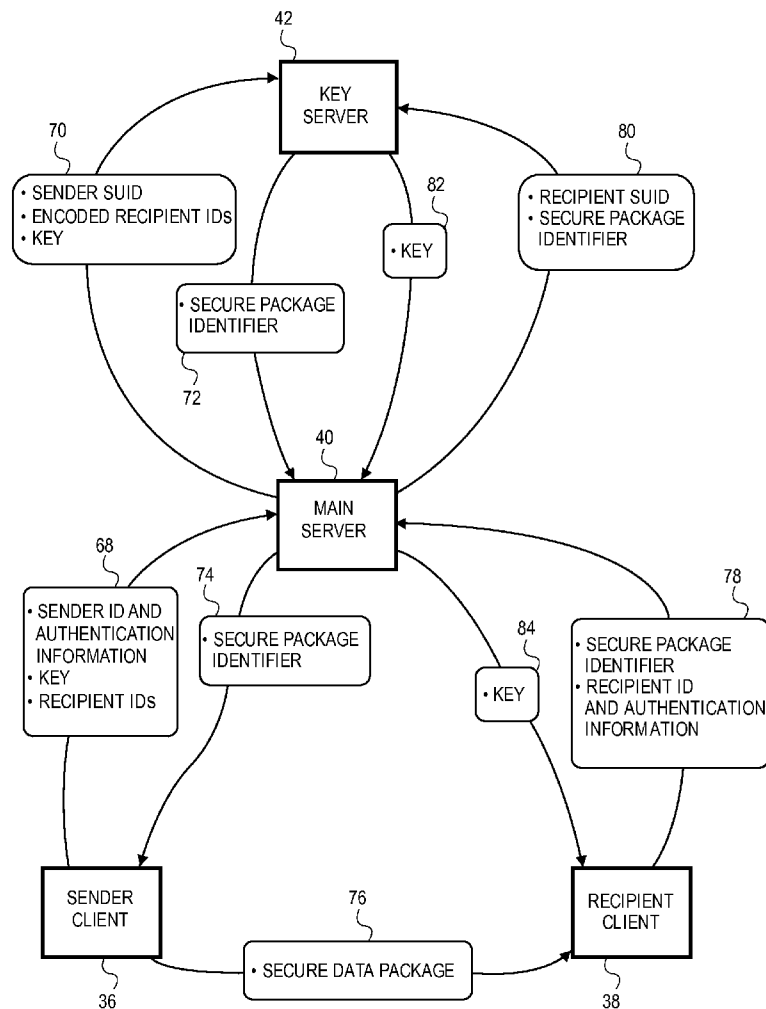 42
KEY
SERVER
70
• SENDER SUID
• ENCODED RECIPIENT IDs
• KEY
82
• KEY
80
• RECIPIENT SUID
• SECURE PACKAGE
IDENTIFIER
• SECURE PACKAGE
IDENTIFIER
72
40
MAIN
SERVER
68
• SENDER ID AND
AUTHENTICATION
INFORMATION
• KEY
• RECIPIENT IDs
74
• SECURE PACKAGE
IDENTIFIER
84
• KEY
78
• SECURE PACKAGE
IDENTIFIER
• RECIPIENT ID
AND AUTHENTICATION
INFORMATION
SENDER
CLIENT
36
76
• SECURE DATA PACKAGE
RECIPIENT
CLIENT
38